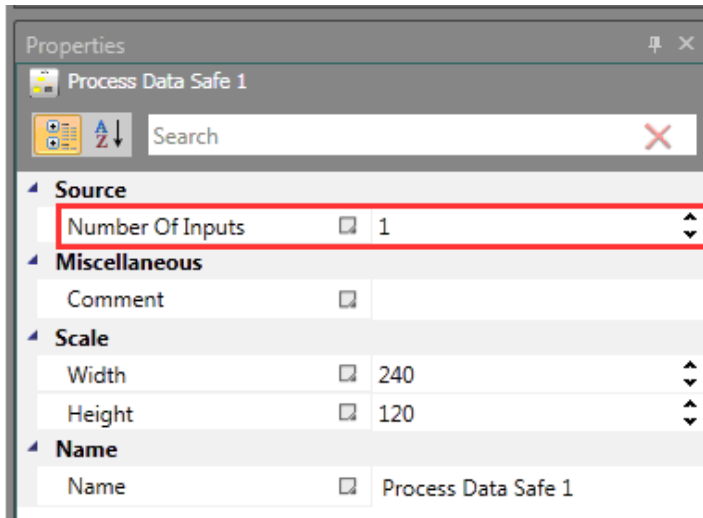 Properties
Process Data Safe 1
A Z Search
Source
Number Of Inputs 1
Miscellaneous
Comment
Scale
Width 240
Height 120
Name
Name Process Data Safe 1